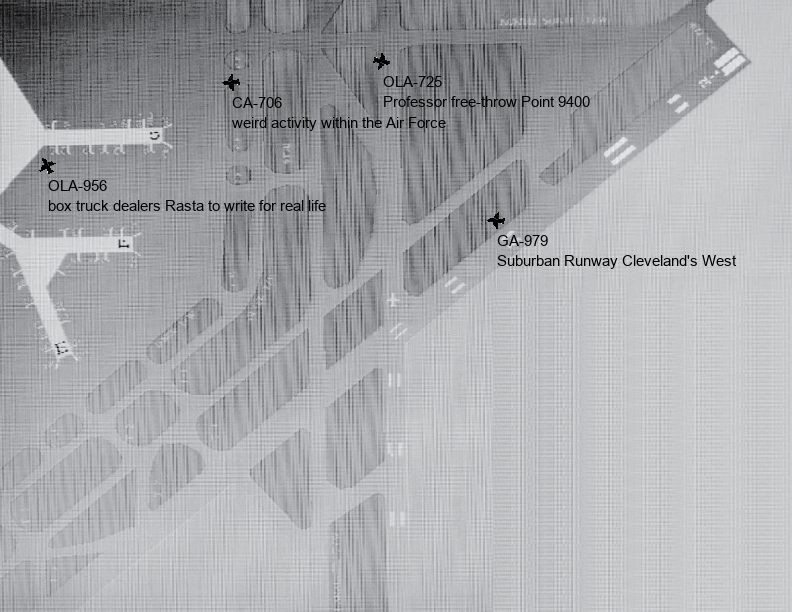 OLA-725
Professor free-throw Point 9400
CA-706
weird activity within the Air Force
OLA-956
box truck dealers Rasta to write for real life
GA-979
Suburban Runway Cleveland's West